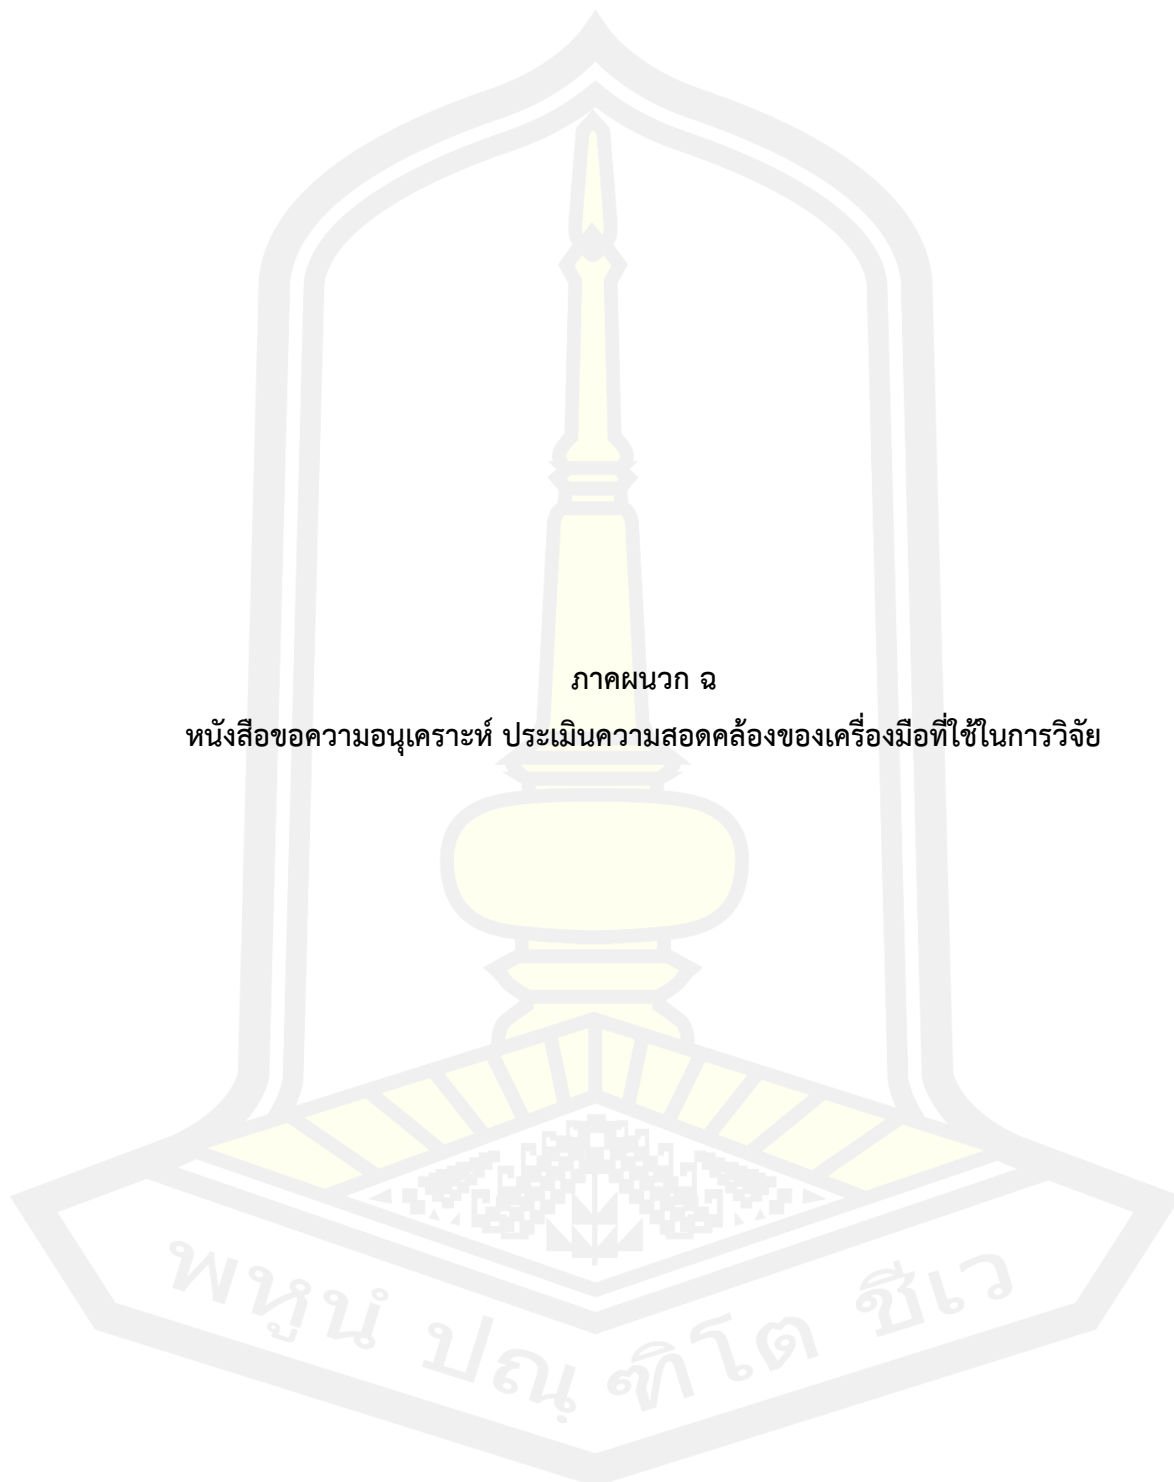 ภาคผนวก ฉ
หนังสือขอความอนุเคราะห์ ประเมินความสอดคล้องของเครื่องมือที่ใช้ในการวิจัย
พหูนํ ปณฺฑิโต ชีเว